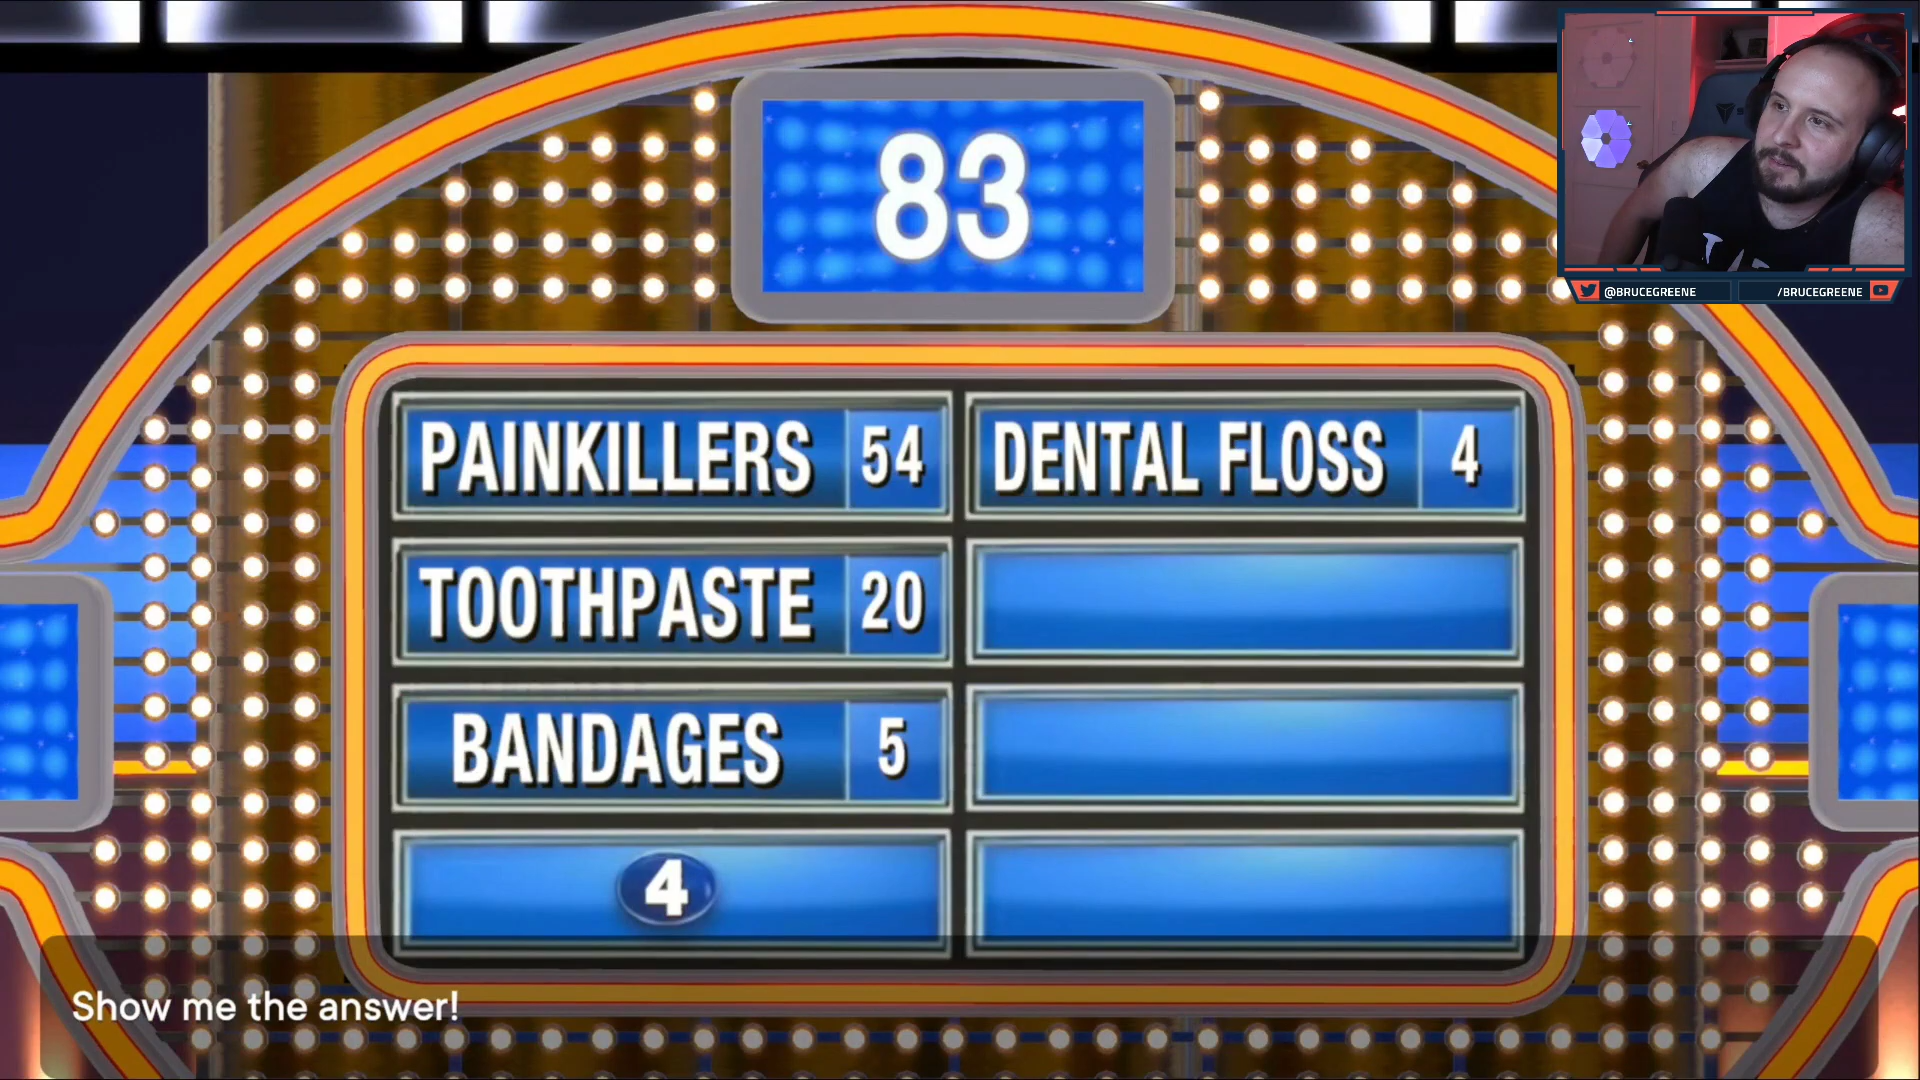 83
@BRUCEGREENE
/BRUCEGREENE
PAINKILLERS 54
DENTAL FLOSS 4
TOOTHPASTE 20
BANDAGES 5
4
Show me the answer!